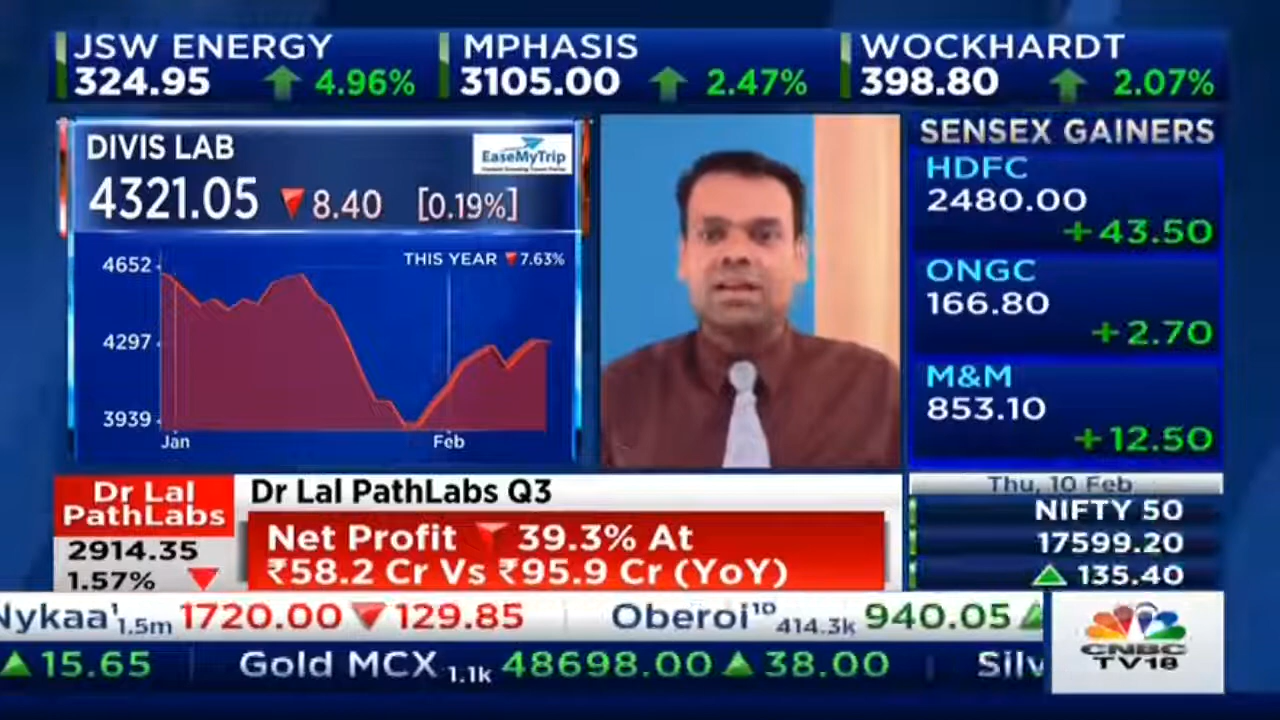 JSW ENERGY
324.95 4.96%
MPHASIS
3105.00 2.47%
WOCKHARDT
398.80 2.07%
DIVIS LAB
4321.05 8.40 [0.19%]
EaseMyTrip
THIS YEAR 7.63%
4652
4297
3939
Jan Feb
SENSEX GAINERS
HDFC
2480.00
+43.50
ONGC
166.80
+2.70
M&M
853.10
+12.50
Dr Lal
PathLabs
2914.35
1.57%
Dr Lal PathLabs Q3
Net Profit 39.3% At
₹58.2 Cr Vs ₹95.9 Cr (YoY)
Thu, 10 Feb
NIFTY 50
17599.20
135.40
Nykaa 1.5m 1720.00 129.85 Oberoi 414.3k 940.05
15.65 Gold MCX 1.1k 48698.00 38.00 Silv
CNBC
TV18